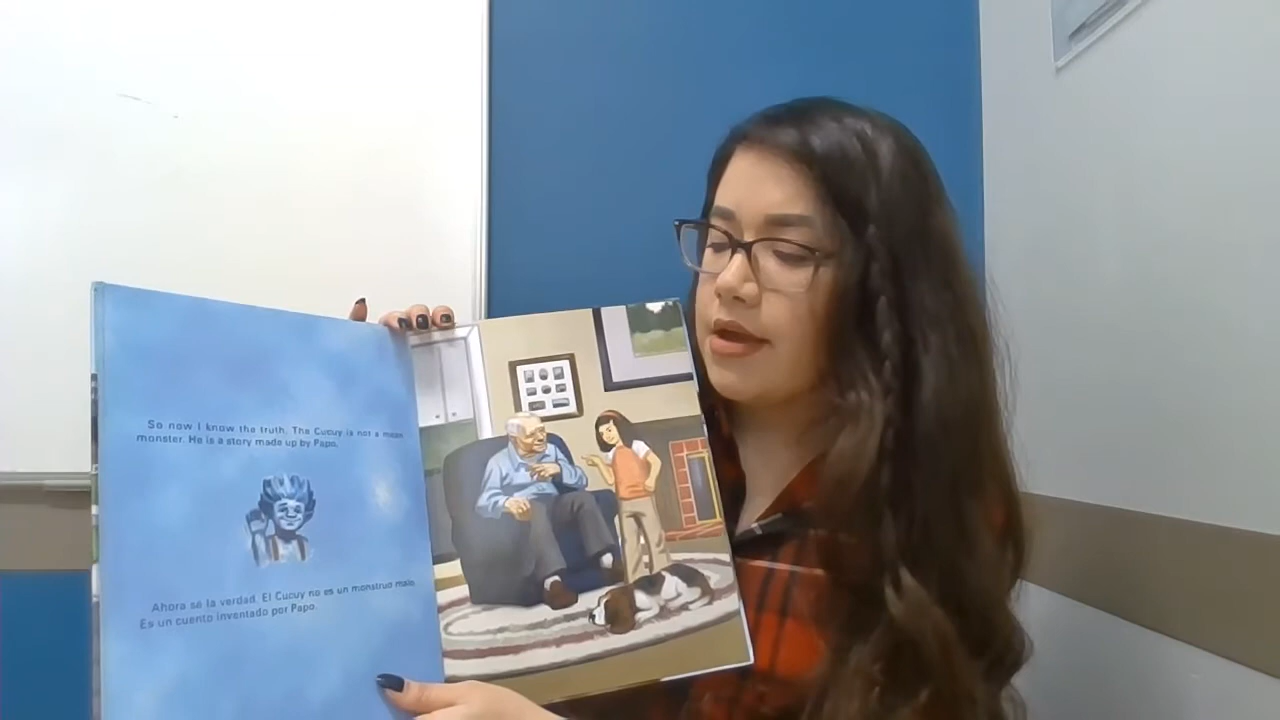 So now I know the truth. The Cucuy is not a mean
monster. He is a story made up by Papo.
Ahora sé la verdad. El Cucuy no es un monstruo malo.
Es un cuento inventado por Papo.